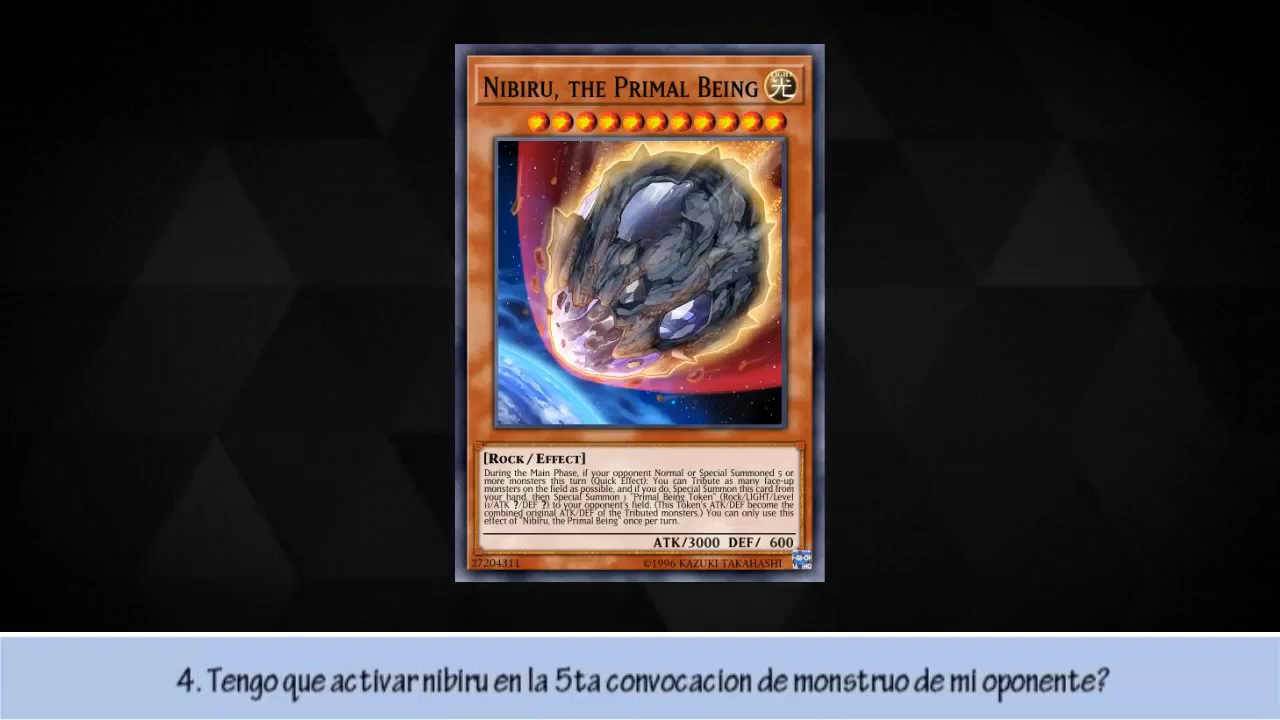 NIBIRU, THE PRIMAL BEING
LIGHT
光
[ROCK / EFFECT]
During the Main Phase, if your opponent Normal or Special Summoned 5 or
more monsters this turn (Quick Effect): You can Tribute as many face-up
monsters on the field as possible, and if you do, Special Summon this card from
your hand, then Special Summon 1 "Primal Being Token" (Rock/LIGHT/Level
11/ATK ?/DEF ?) to your opponent's field. (This Token's ATK/DEF become the
combined original ATK/DEF of the Tributed monsters.) You can only use this
effect of "Nibiru, the Primal Being" once per turn.
ATK/3000 DEF/ 600
27204311 ©1996 KAZUKI TAKAHASHI
4. Tengo que activar nibiru en la 5ta convocacion de monstruo de mi oponente?